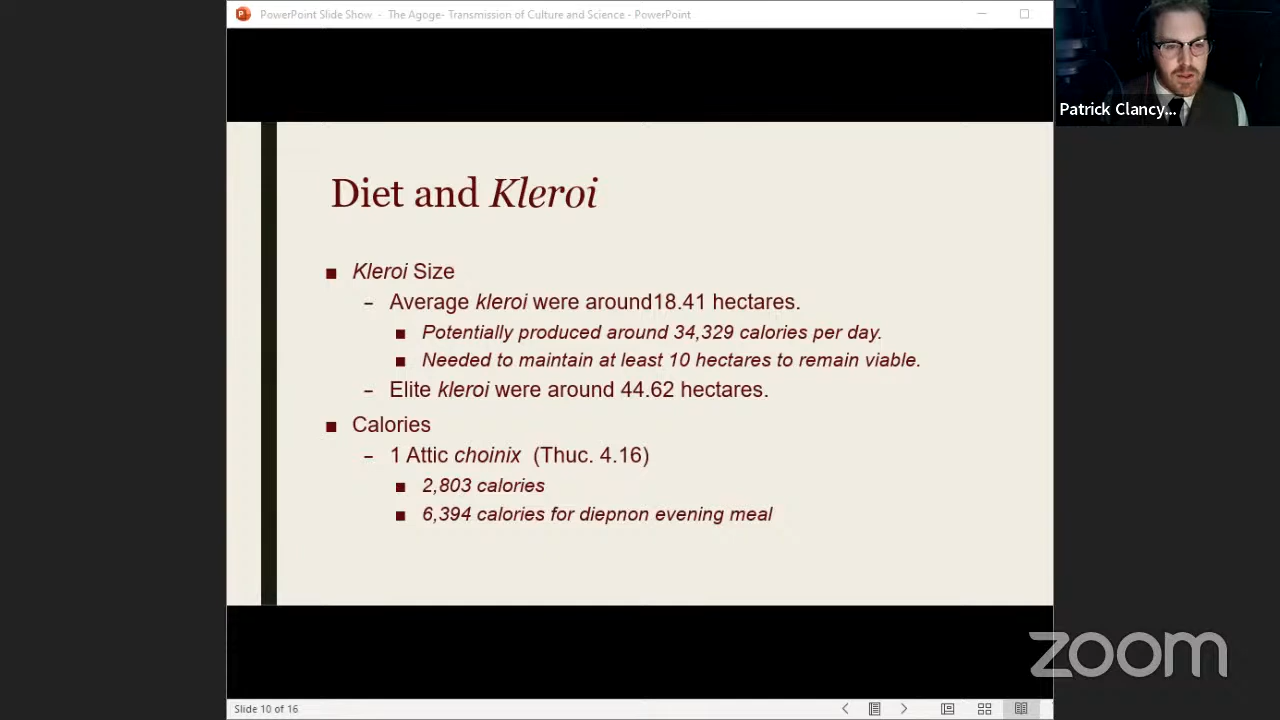 PowerPoint Slide Show - The Agoge- Transmission of Culture and Science - PowerPoint
Patrick Clancy...
Diet and Kleroi
■ Kleroi Size
– Average kleroi were around18.41 hectares.
■ Potentially produced around 34,329 calories per day.
■ Needed to maintain at least 10 hectares to remain viable.
– Elite kleroi were around 44.62 hectares.
■ Calories
– 1 Attic choinix (Thuc. 4.16)
■ 2,803 calories
■ 6,394 calories for diepnon evening meal
zoom
Slide 10 of 16